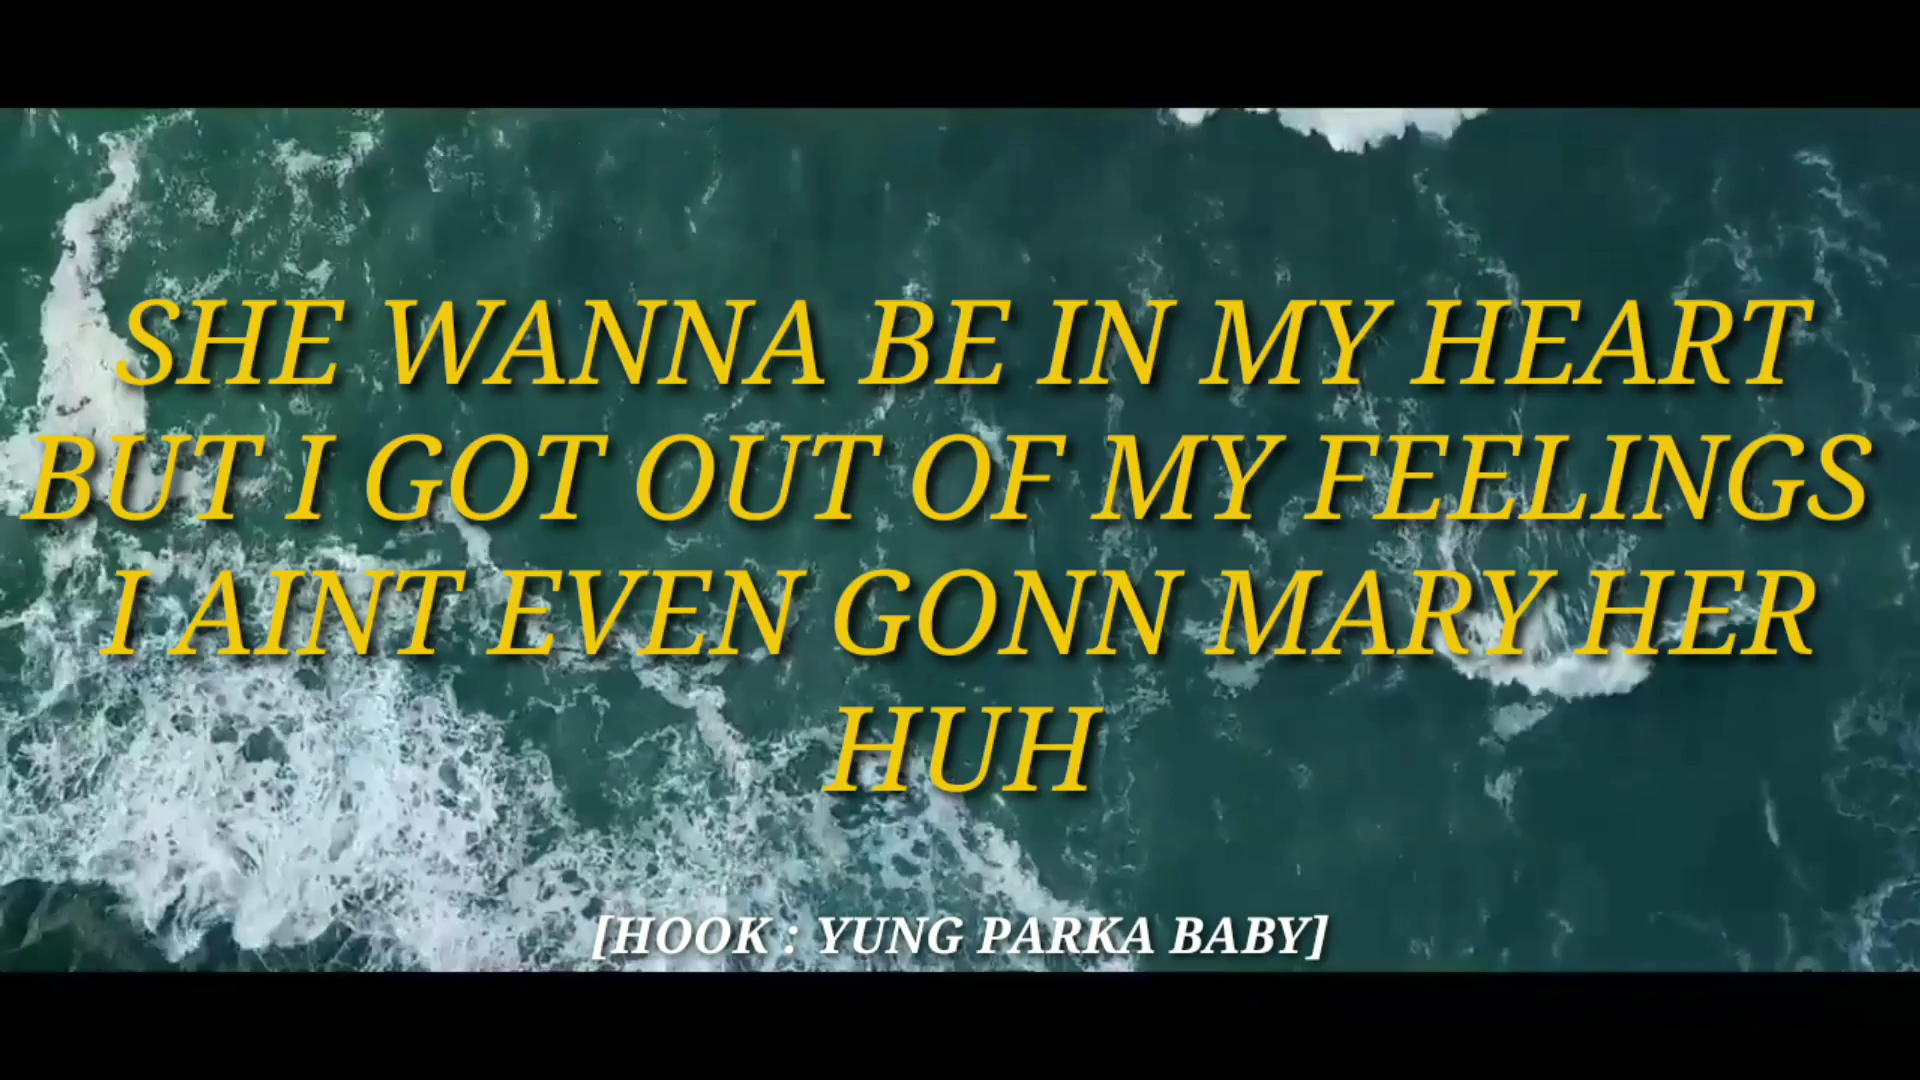 SHE WANNA BE IN MY HEART
BUT I GOT OUT OF MY FEELINGS
I AINT EVEN GONN MARY HER
HUH
[HOOK : YUNG PARKA BABY]